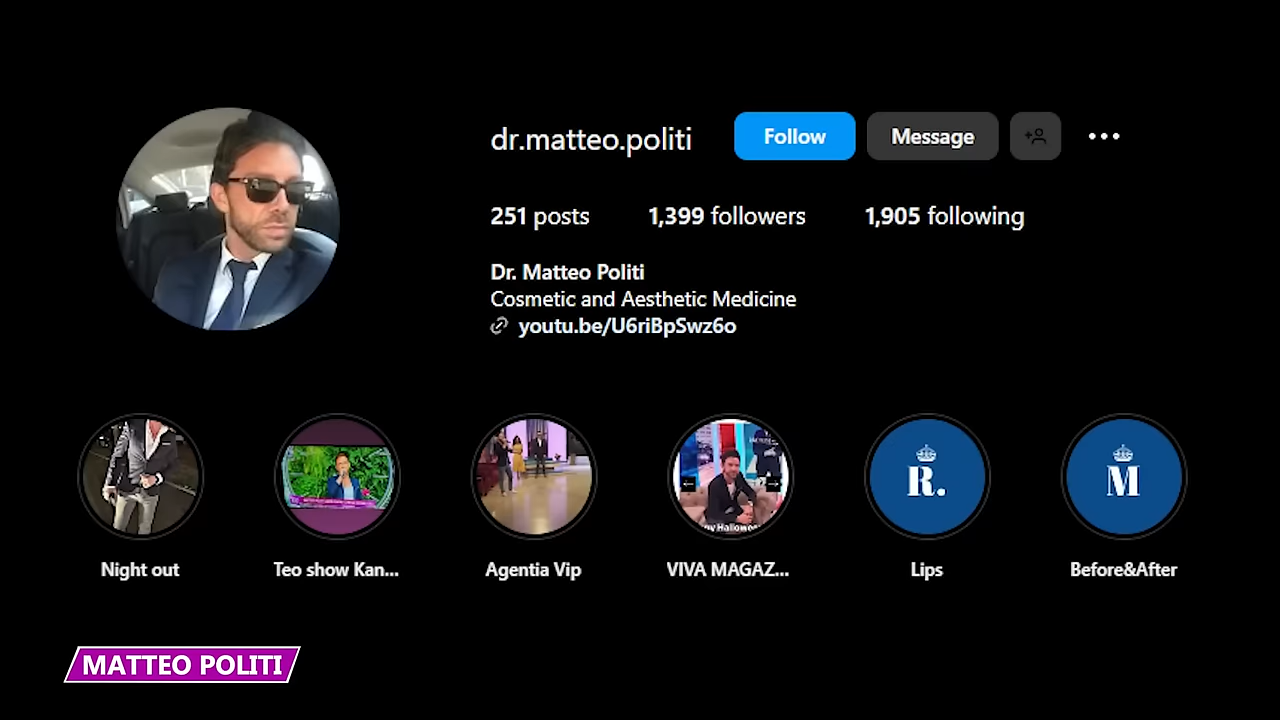 dr.matteo.politi
Follow
Message
251 posts
1,399 followers
1,905 following
Dr. Matteo Politi
Cosmetic and Aesthetic Medicine
youtu.be/U6riBpSwz6o
R.
M
Night out
Teo show Kan...
Agentia Vip
VIVA MAGAZ...
Lips
Before&After
MATTEO POLITI